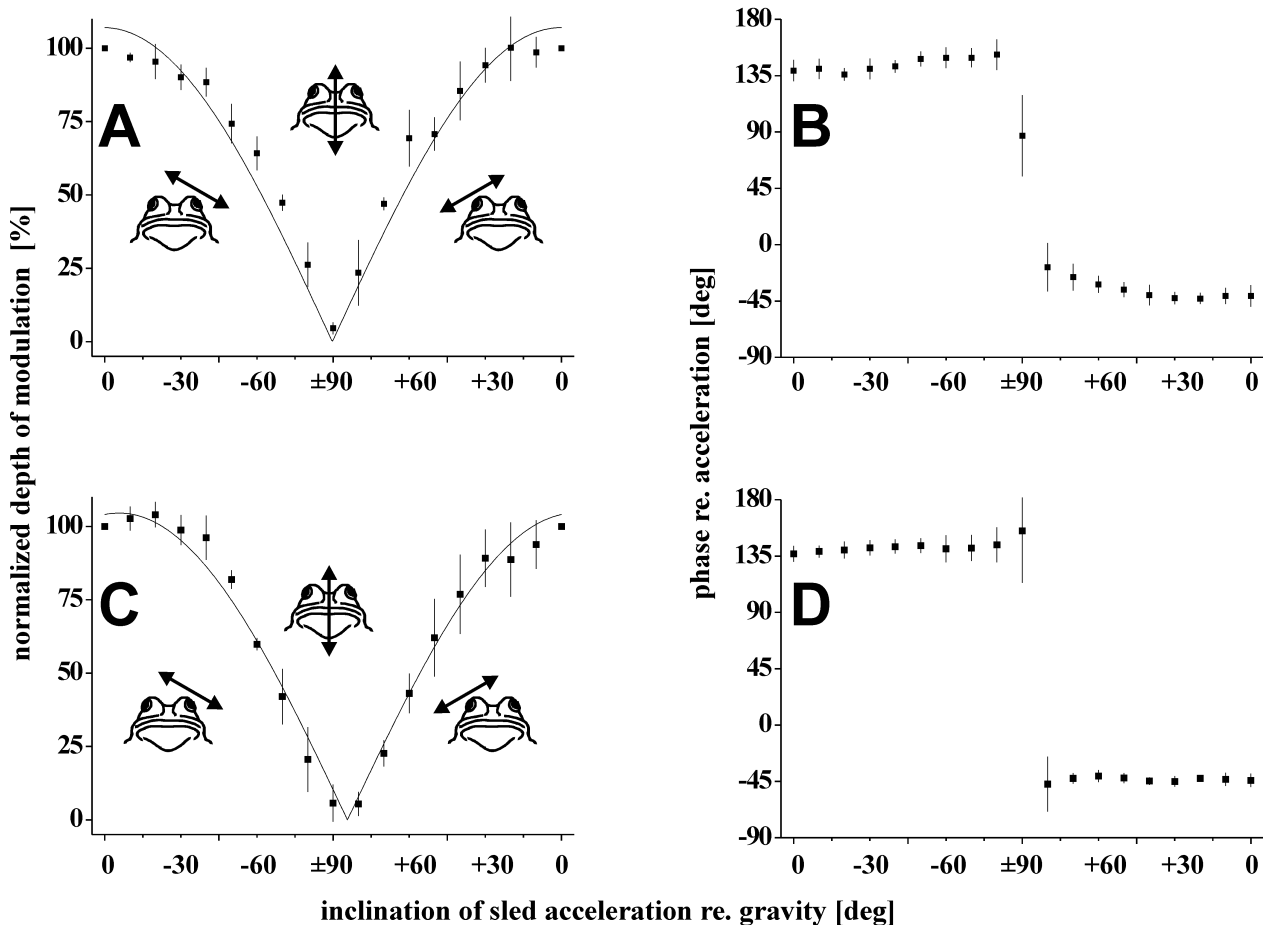 A
100
75
50
25
0
0 -30 -60 ±90 +60 +30 0
B
180
135
90
45
0
-45
-90
0 -30 -60 ±90 +60 +30 0
normalized depth of modulation [%]
phase re. acceleration [deg]
C
100
75
50
25
0
0 -30 -60 ±90 +60 +30 0
D
180
135
90
45
0
-45
-90
0 -30 -60 ±90 +60 +30 0
inclination of sled acceleration re. gravity [deg]